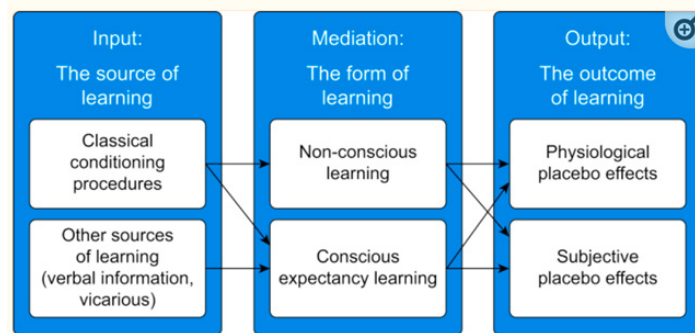 Input:
The source of
learning
Classical
conditioning
procedures
Other sources
of learning
(verbal information,
vicarious)
Mediation:
The form of
learning
Non-conscious
learning
Conscious
expectancy learning
Output:
The outcome
of learning
Physiological
placebo effects
Subjective
placebo effects